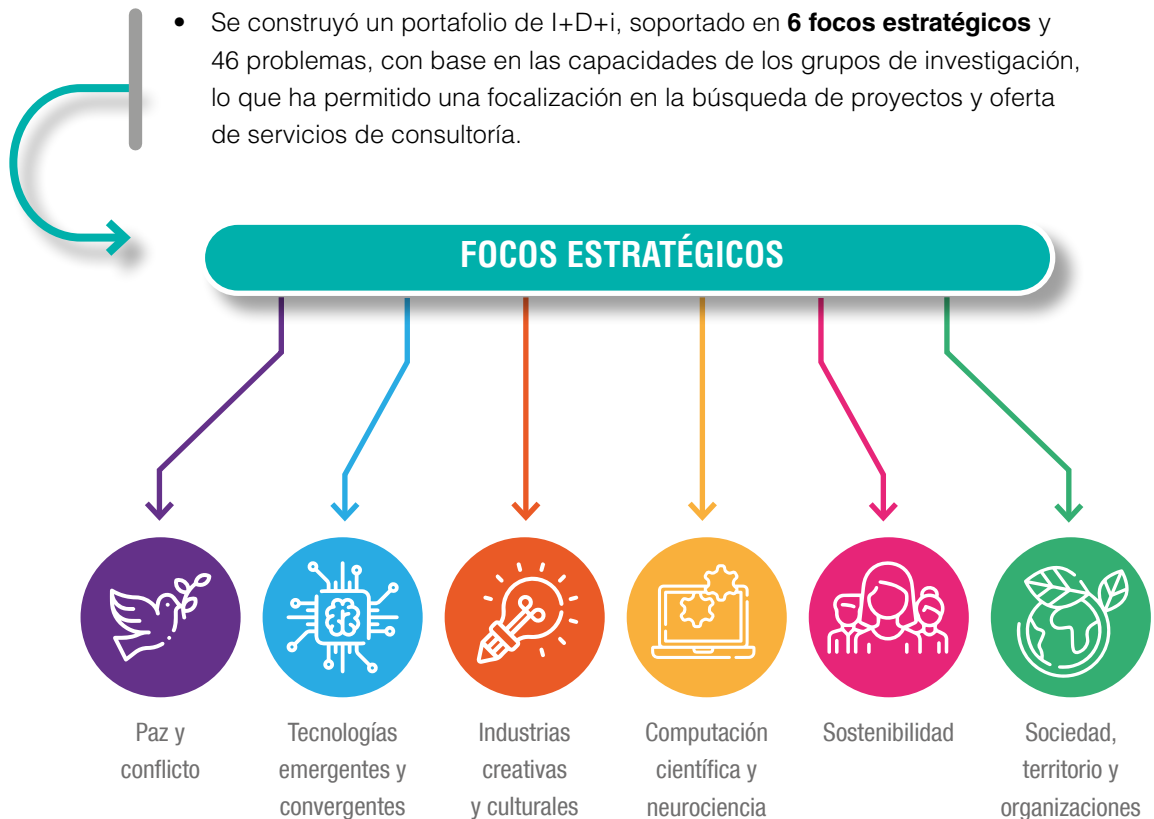 • Se construyó un portafolio de I+D+i, soportado en 6 focos estratégicos y
46 problemas, con base en las capacidades de los grupos de investigación,
lo que ha permitido una focalización en la búsqueda de proyectos y oferta
de servicios de consultoría.
FOCOS ESTRATÉGICOS
Paz y
conflicto
Tecnologías
emergentes y
convergentes
Industrias
creativas
y culturales
Computación
científica y
neurociencia
Sostenibilidad
Sociedad,
territorio y
organizaciones